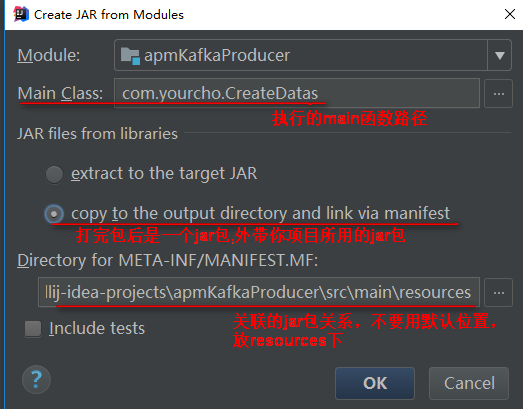 Create JAR from Modules
Module: apmKafkaProducer
Main Class: com.yourcho.CreateDatas ...
执行的main函数路径
JAR files from libraries
extract to the target JAR
copy to the output directory and link via manifest
打完包后是一个jar包,外带你项目所用的jar包
Directory for META-INF/MANIFEST.MF:
llij-idea-projects\apmKafkaProducer\src\main\resources ...
关联的jar包关系，不要用默认位置，
放resources下
Include tests
? OK Cancel